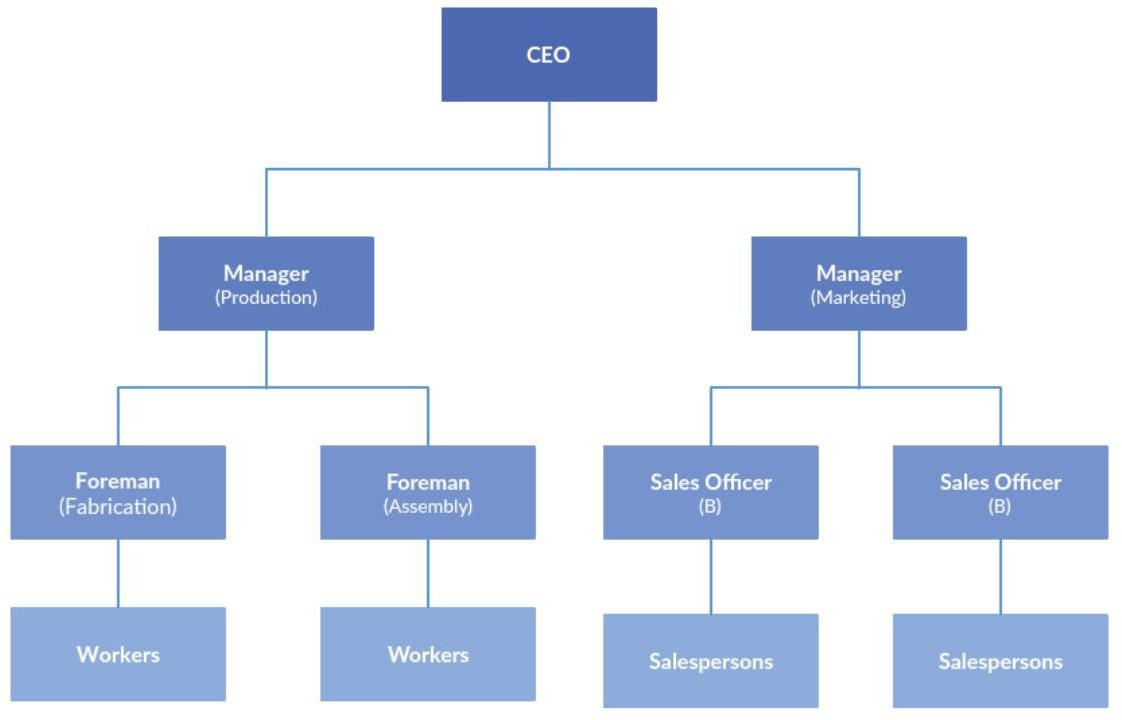 CEO
Manager
(Production)
Manager
(Marketing)
Foreman
(Fabrication)
Foreman
(Assembly)
Sales Officer
(B)
Sales Officer
(B)
Workers
Workers
Salespersons
Salespersons